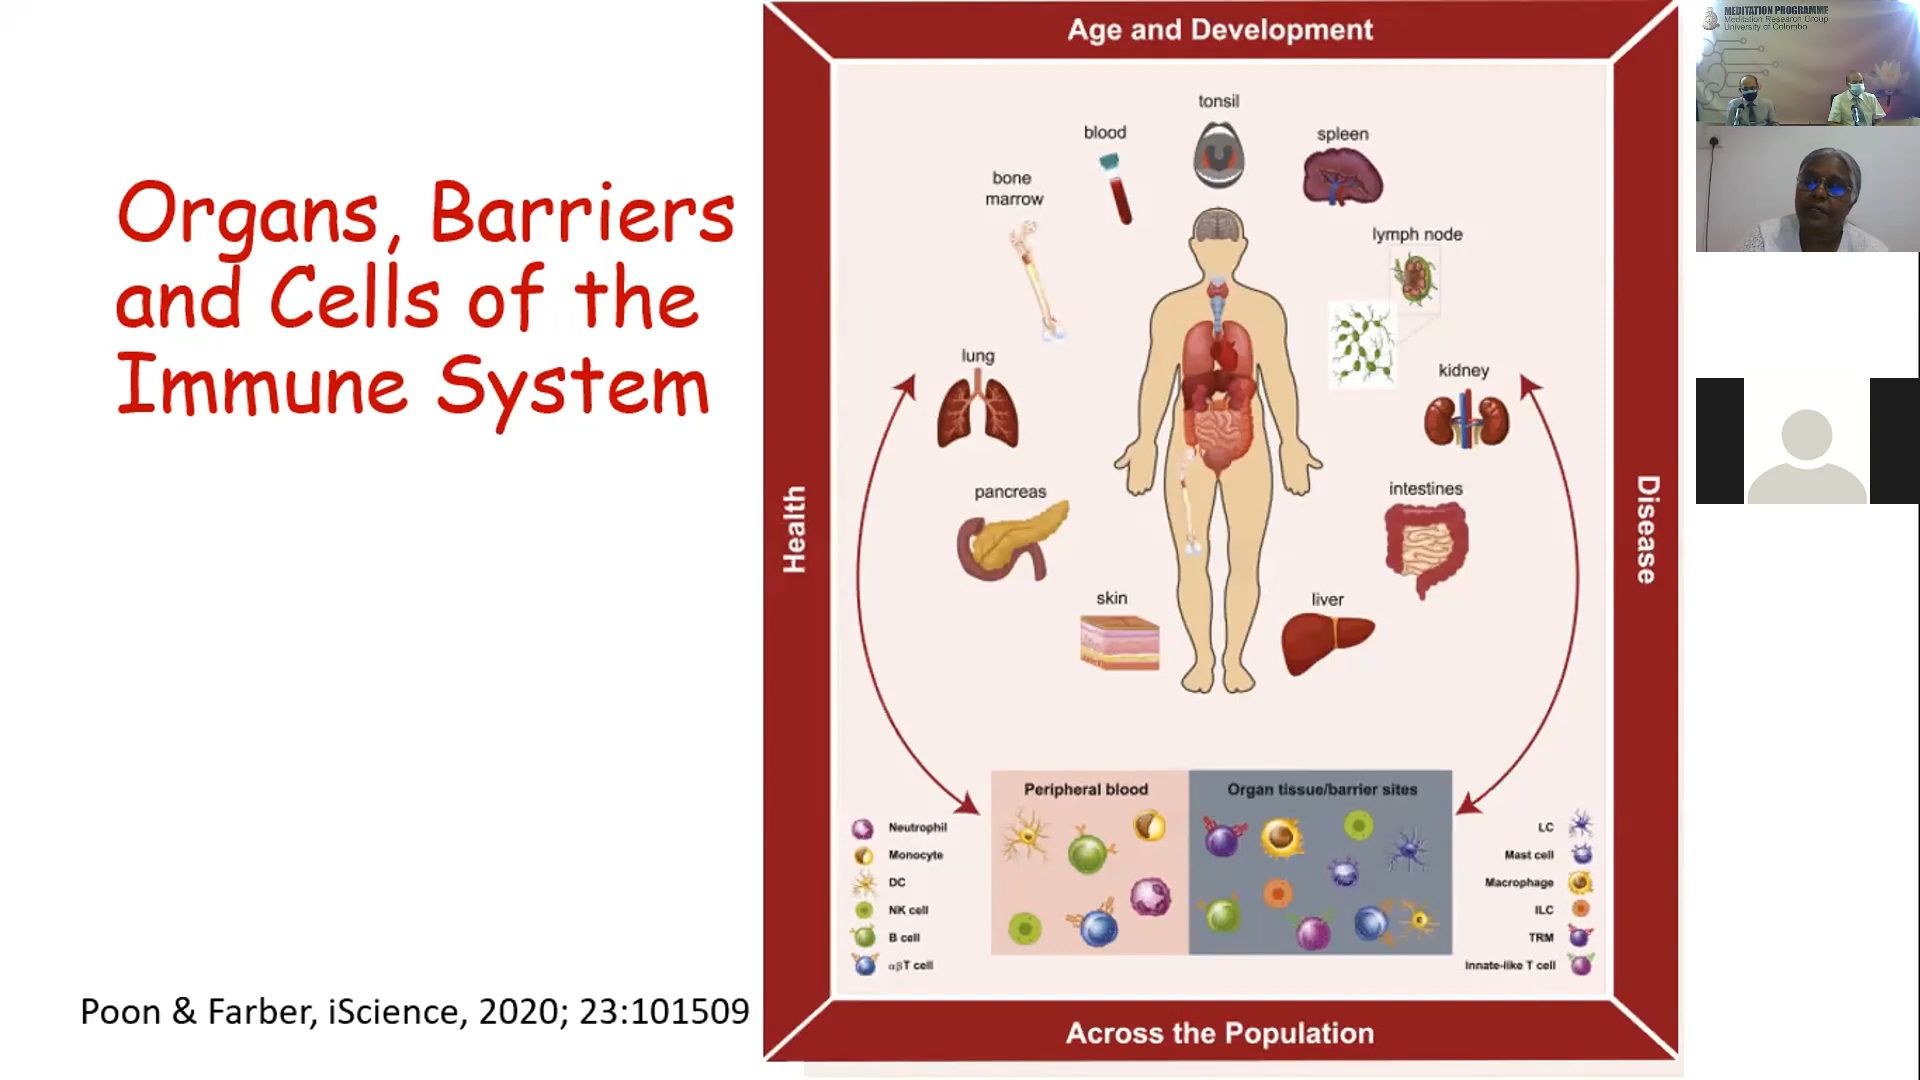 Organs, Barriers
and Cells of the
Immune System
Poon & Farber, iScience, 2020; 23:101509
Age and Development
Health
Disease
Across the Population
tonsil
blood
spleen
bone
marrow
lymph node
lung
kidney
pancreas
intestines
skin
liver
Peripheral blood
Organ tissue/barrier sites
Neutrophil
Monocyte
DC
NK cell
B cell
αβT cell
LC
Mast cell
Macrophage
ILC
TRM
Innate-like T cell
MEDITATION PROGRAMME
Meditation Research Group
University of Colombo